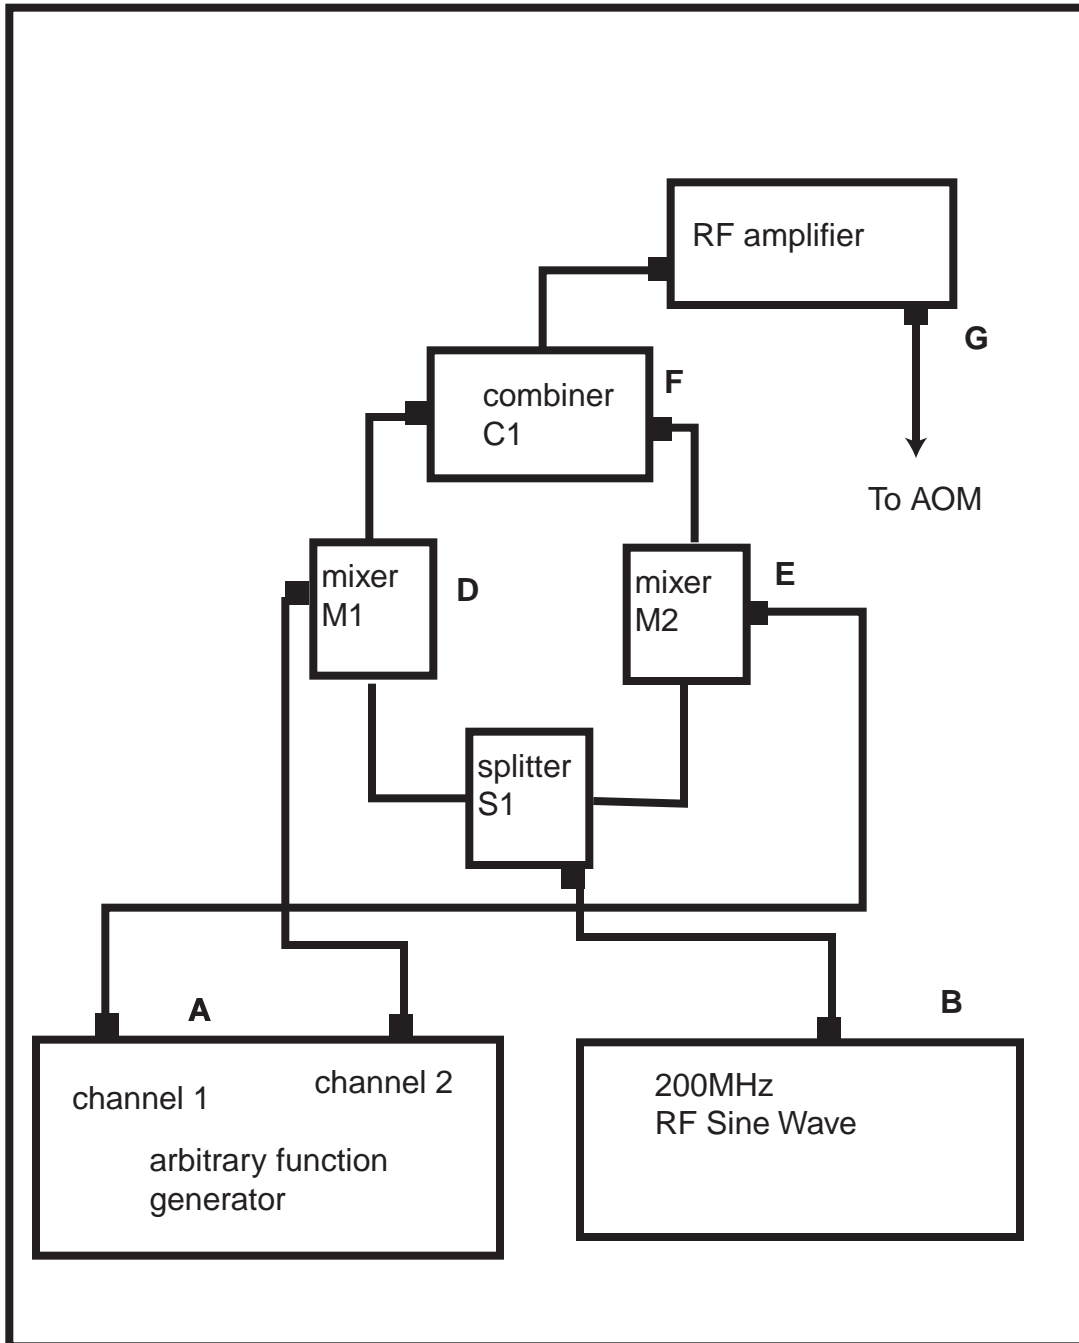 RF amplifier
G
To AOM
combiner
C1
F
mixer
M1
D
mixer
M2
E
splitter
S1
A
channel 1
channel 2
arbitrary function
generator
B
200MHz
RF Sine Wave